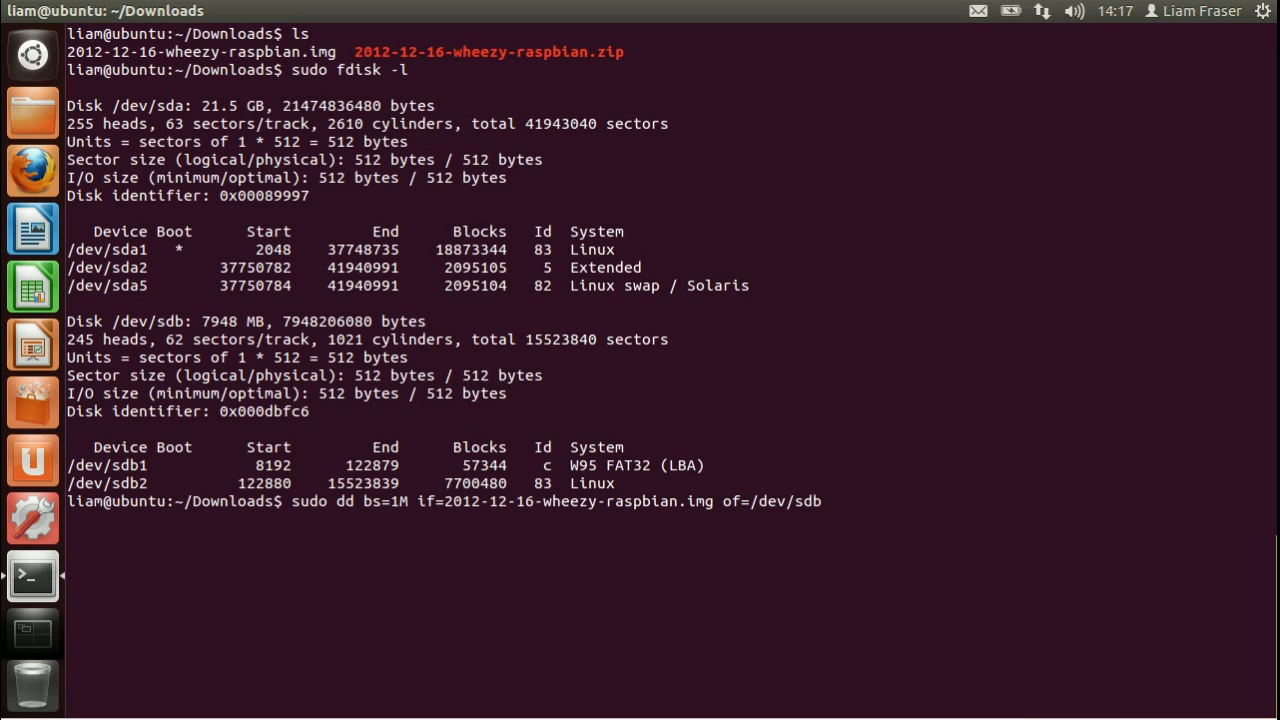 liam@ubuntu: ~/Downloads
14:17 Liam Fraser
liam@ubuntu:~/Downloads$ ls
2012-12-16-wheezy-raspbian.img  2012-12-16-wheezy-raspbian.zip
liam@ubuntu:~/Downloads$ sudo fdisk -l
Disk /dev/sda: 21.5 GB, 21474836480 bytes
255 heads, 63 sectors/track, 2610 cylinders, total 41943040 sectors
Units = sectors of 1 * 512 = 512 bytes
Sector size (logical/physical): 512 bytes / 512 bytes
I/O size (minimum/optimal): 512 bytes / 512 bytes
Disk identifier: 0x00089997
Device Boot      Start         End      Blocks   Id  System
/dev/sda1   *        2048    37748735    18873344   83  Linux
/dev/sda2        37750782    41940991     2095105    5  Extended
/dev/sda5        37750784    41940991     2095104   82  Linux swap / Solaris
Disk /dev/sdb: 7948 MB, 7948206080 bytes
245 heads, 62 sectors/track, 1021 cylinders, total 15523840 sectors
Units = sectors of 1 * 512 = 512 bytes
Sector size (logical/physical): 512 bytes / 512 bytes
I/O size (minimum/optimal): 512 bytes / 512 bytes
Disk identifier: 0x000dbfc6
Device Boot      Start         End      Blocks   Id  System
/dev/sdb1            8192      122879       57344    c  W95 FAT32 (LBA)
/dev/sdb2          122880    15523839     7700480   83  Linux
liam@ubuntu:~/Downloads$ sudo dd bs=1M if=2012-12-16-wheezy-raspbian.img of=/dev/sdb